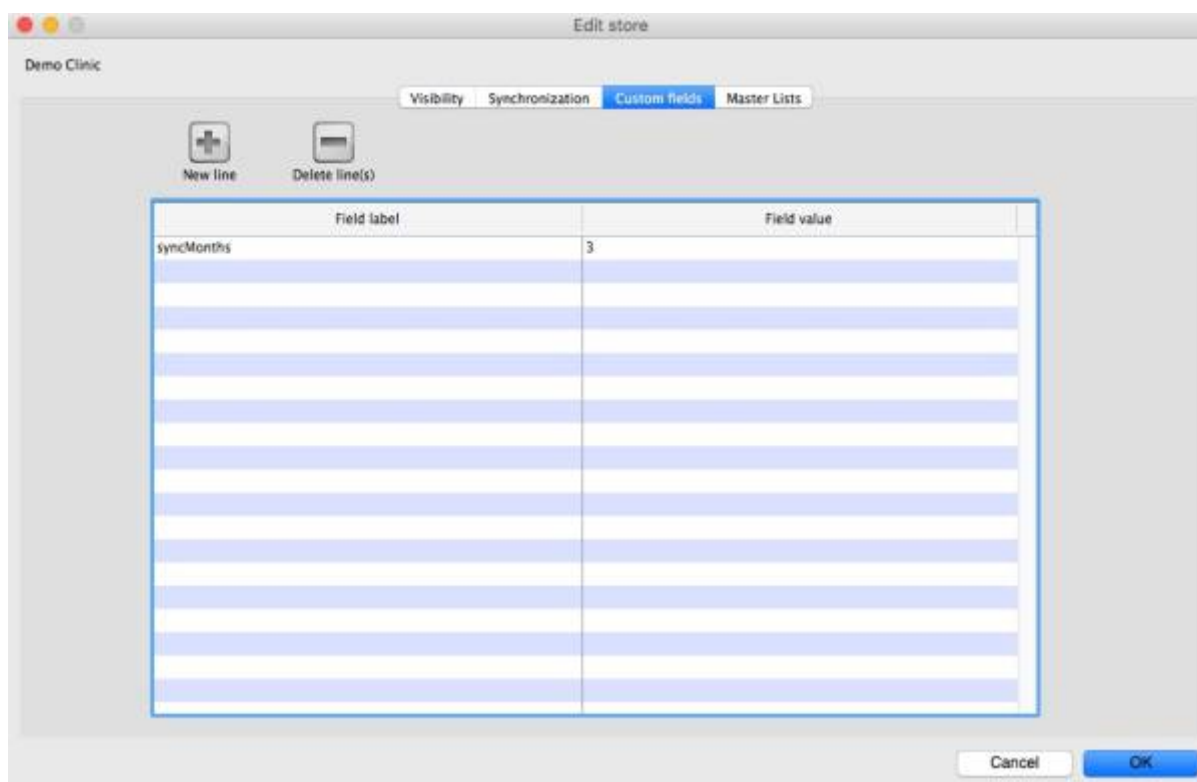 Edit store
Demo Clinic
Visibility Synchronization Custom fields Master Lists
New line Delete line(s)
Field label Field value
syncMonths 3
Cancel OK